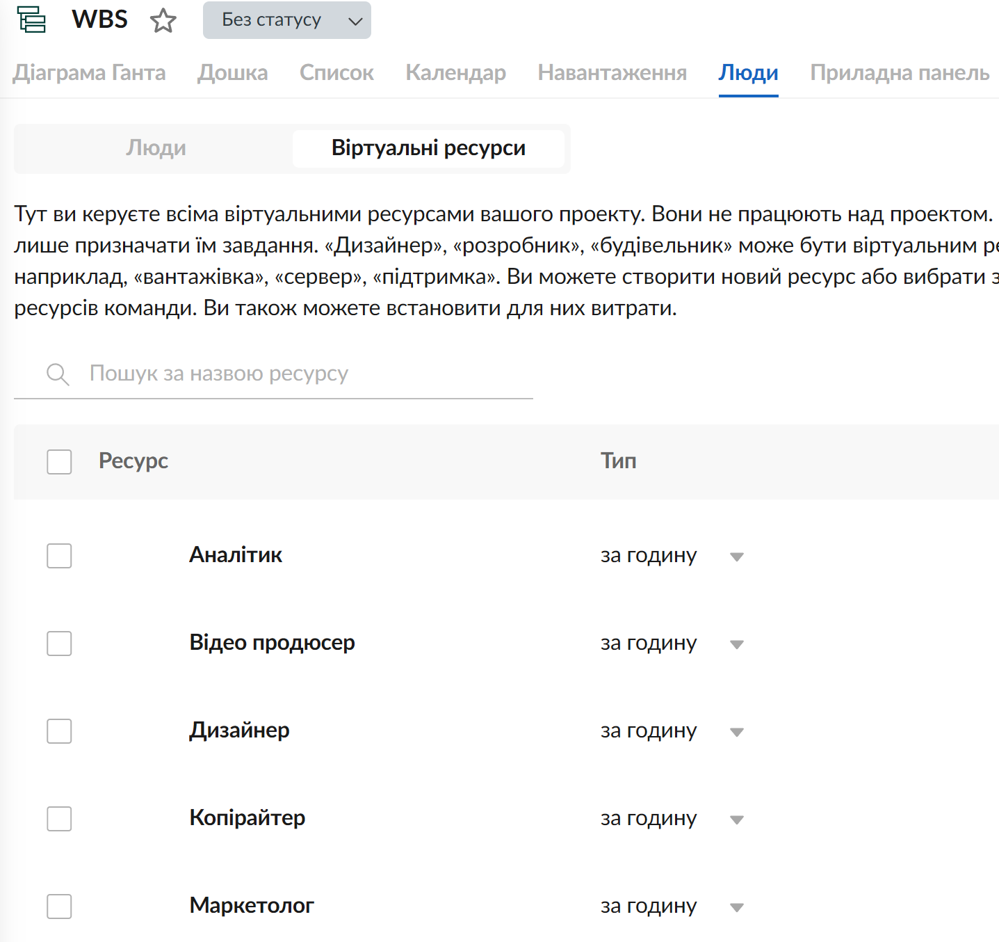 WBS
Без статусу
Діаграма Ганта Дошка Список Календар Навантаження Люди Приладна панель
Люди Віртуальні ресурси
Тут ви керуєте всіма віртуальними ресурсами вашого проекту. Вони не працюють над проектом.
лише призначати їм завдання. «Дизайнер», «розробник», «будівельник» може бути віртуальним
наприклад, «вантажівка», «сервер», «підтримка». Ви можете створити новий ресурс або вибрати з
ресурсів команди. Ви також можете встановити для них витрати.
Пошук за назвою ресурсу
Ресурс Тип
Аналітик за годину
Відео продюсер за годину
Дизайнер за годину
Копірайтер за годину
Маркетолог за годину